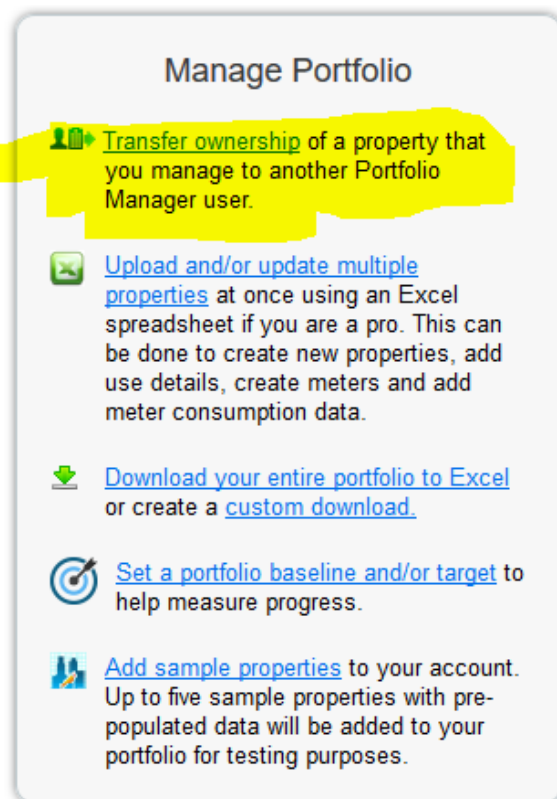 Manage Portfolio
Transfer ownership of a property that
you manage to another Portfolio
Manager user.
Upload and/or update multiple
properties at once using an Excel
spreadsheet if you are a pro. This can
be done to create new properties, add
use details, create meters and add
meter consumption data.
Download your entire portfolio to Excel
or create a custom download.
Set a portfolio baseline and/or target to
help measure progress.
Add sample properties to your account.
Up to five sample properties with pre-
populated data will be added to your
portfolio for testing purposes.